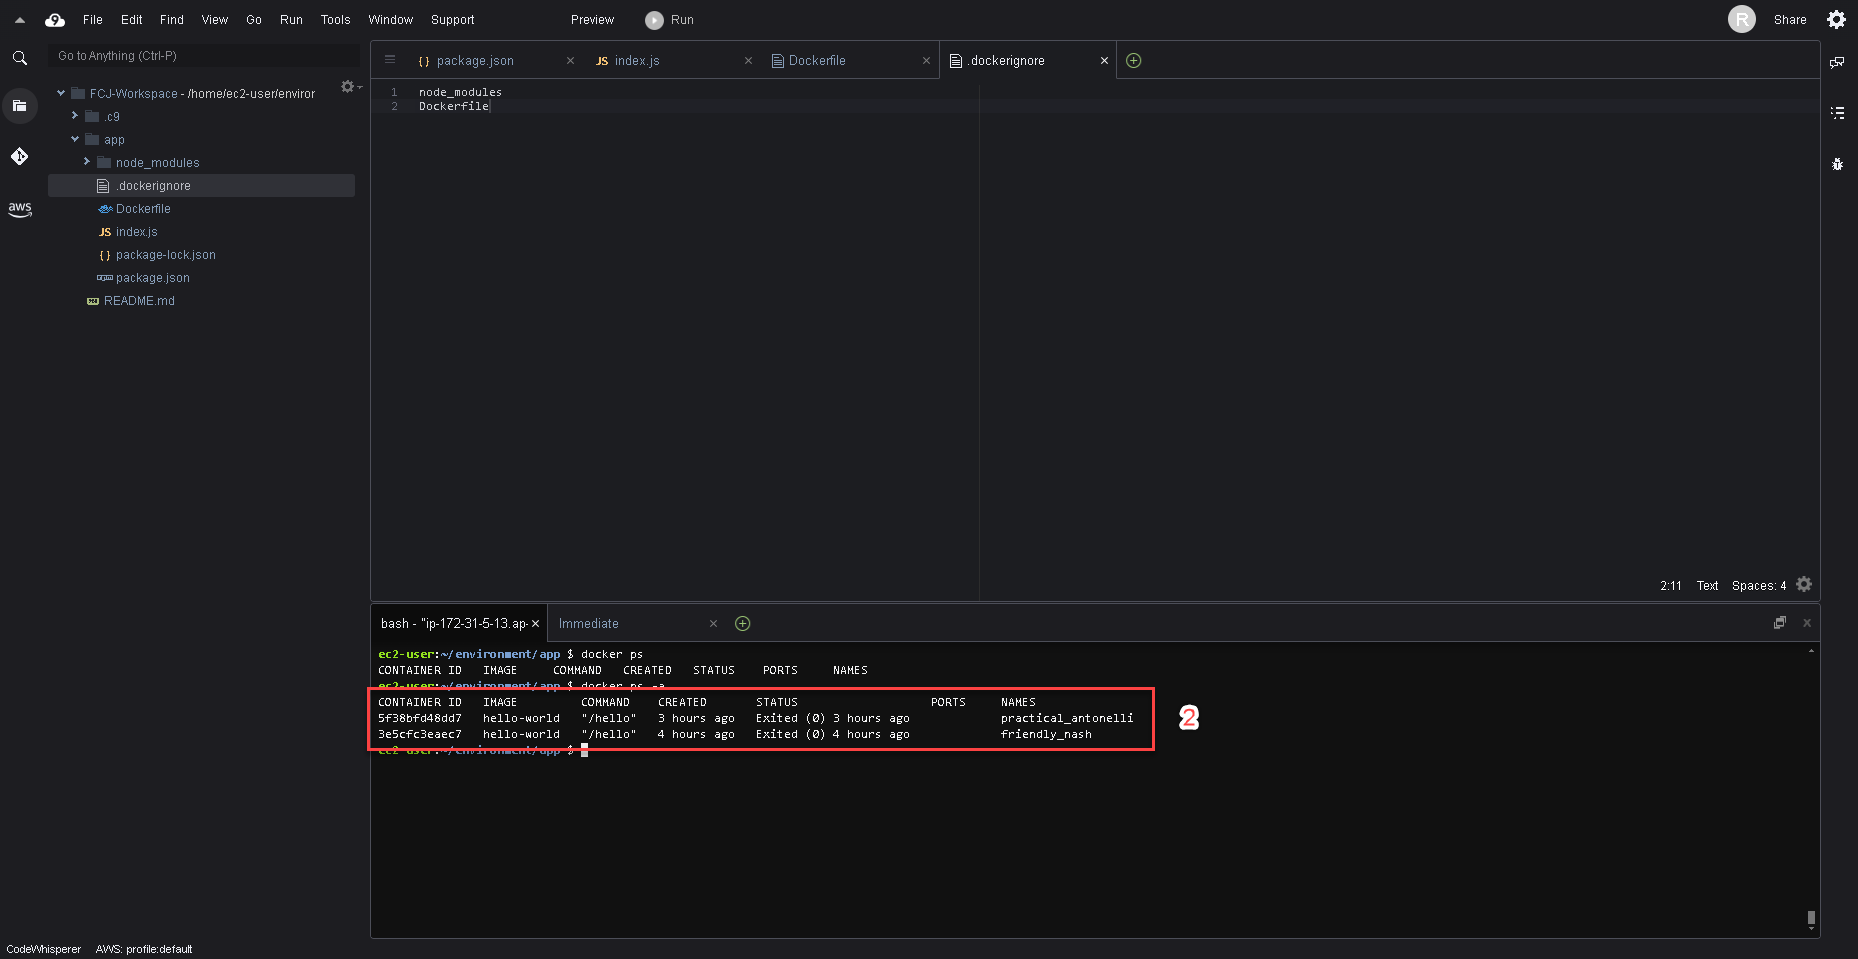 9 File Edit Find View Go Run Tools Window Support Preview Run R Share
Go to Anything (Ctrl-P)
FCJ-Workspace - /home/ec2-user/enviror
.c9
app
node_modules
.dockerignore
Dockerfile
JS index.js
{ } package-lock.json
package.json
README.md
aws
{ } package.json × JS index.js × Dockerfile × .dockerignore ×
1 node_modules
2 Dockerfile
2:11 Text Spaces: 4
bash - "ip-172-31-5-13.ap- × Immediate ×
ec2-user:~/environment/app $ docker ps
CONTAINER ID IMAGE COMMAND CREATED STATUS PORTS NAMES
ec2-user:~/environment/app $ docker ps -a
CONTAINER ID IMAGE COMMAND CREATED STATUS PORTS NAMES
5f38bfd48dd7 hello-world "/hello" 3 hours ago Exited (0) 3 hours ago practical_antonelli
3e5cfc3eaec7 hello-world "/hello" 4 hours ago Exited (0) 4 hours ago friendly_nash
ec2-user:~/environment/app $
2
CodeWhisperer AWS: profile:default